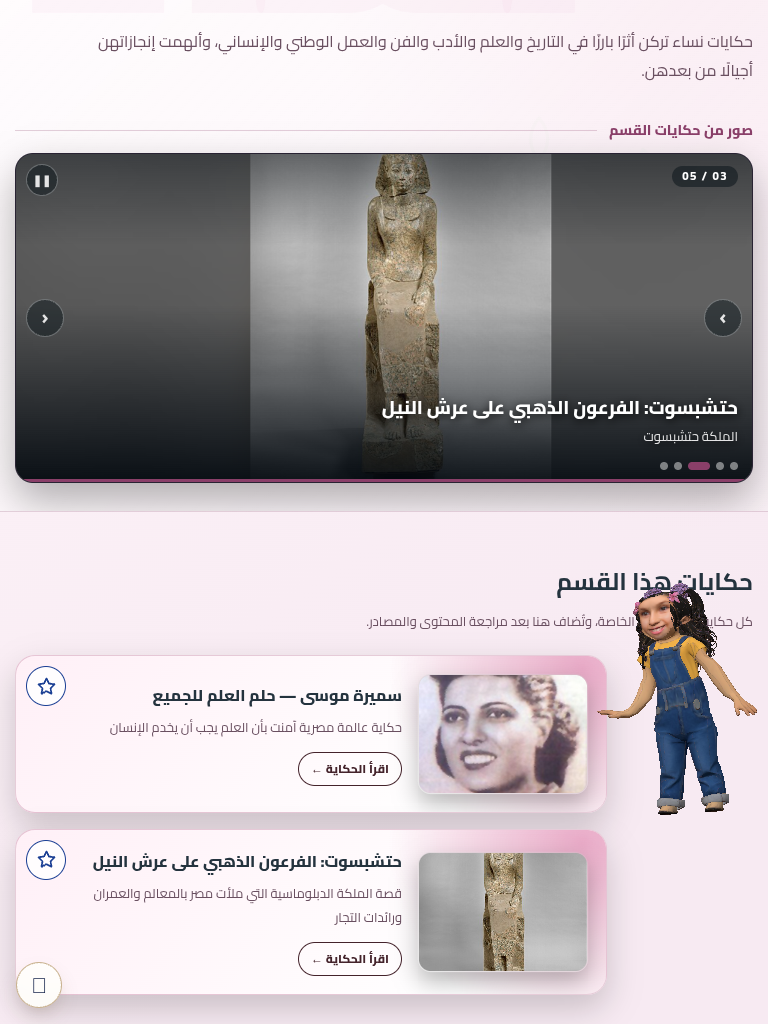 حكايات نساء تركن أثرًا بارزًا في التاريخ والعلم والأدب والفن والعمل الوطني والإنساني، وألهمت إنجازاتهن
أجيالًا من بعدهن.
صور من حكايات القسم
05 / 03
حتشبسوت: الفرعون الذهبي على عرش النيل
الملكة حتشبسوت
حكايات هذا القسم
كل الخاصة، وتُضاف هنا بعد مراجعة المحتوى والمصادر.
سميرة موسى — حلم العلم للجميع
حكاية عالمة مصرية آمنت بأن العلم يجب أن يخدم الإنسان
اقرأ الحكاية ←
حتشبسوت: الفرعون الذهبي على عرش النيل
قصة الملكة الدبلوماسية التي ملأت مصر بالمعالم والعمران
ورائدات التجار
اقرأ الحكاية ←